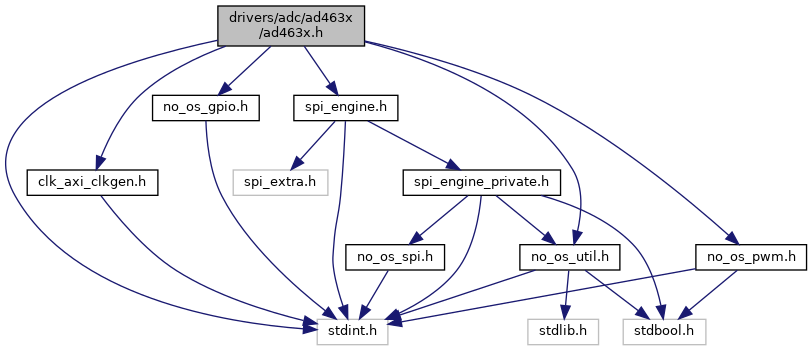 drivers/adc/ad463x
/ad463x.h
no_os_gpio.h
spi_engine.h
clk_axi_clkgen.h
spi_extra.h
spi_engine_private.h
no_os_spi.h
no_os_util.h
no_os_pwm.h
stdint.h
stdlib.h
stdbool.h